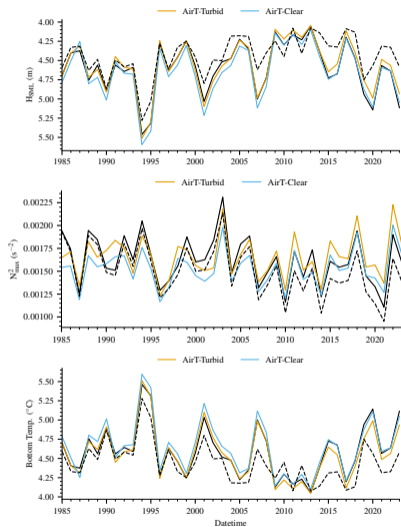 AirT-Turbid AirT-Clear
4.00
4.25
4.50
4.75
5.00
5.25
5.50
H_SML (m)
1985 1990 1995 2000 2005 2010 2015 2020
AirT-Turbid AirT-Clear
0.00225
0.00200
0.00175
0.00150
0.00125
0.00100
N²max (s⁻²)
1985 1990 1995 2000 2005 2010 2015 2020
AirT-Turbid AirT-Clear
5.50
5.25
5.00
4.75
4.50
4.25
4.00
Bottom Temp. (°C)
1985 1990 1995 2000 2005 2010 2015 2020
Datetime